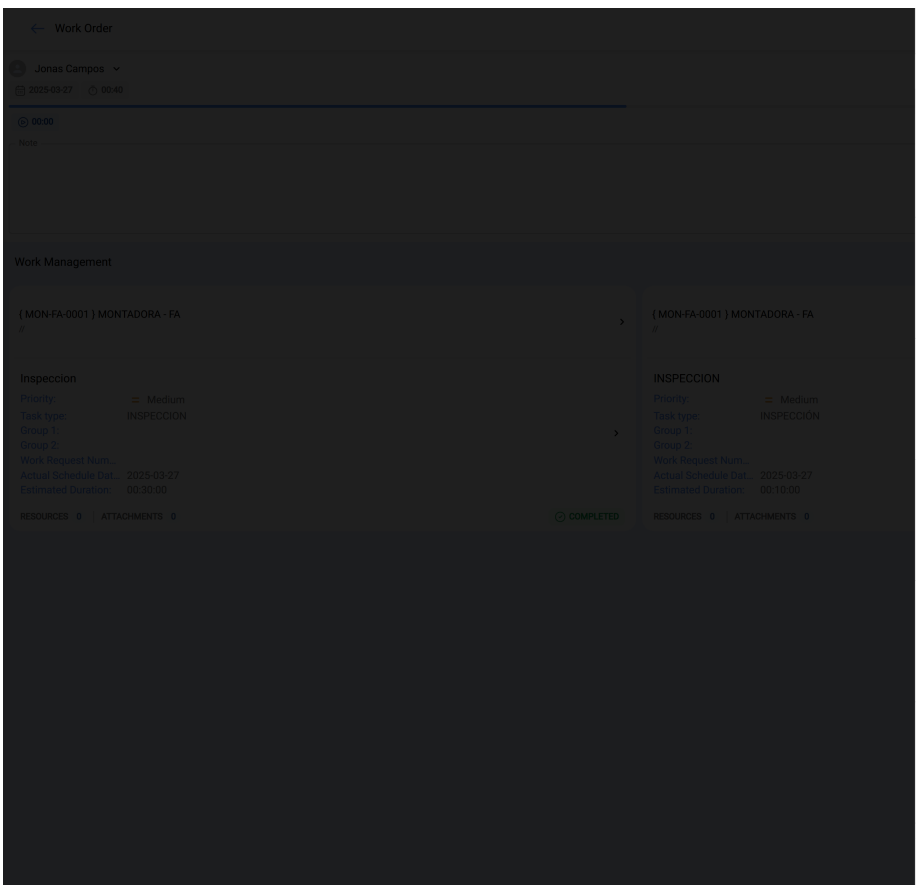 Work Order
Jonas Campos
2025-03-27 00:40
00:00
Note
Work Management
( MON-FA-0001 ) MONTADORA - FA
//
Inspeccion
Priority: Medium
Task type: INSPECCION
Group 1:
Group 2:
Work Request Num...
Actual Schedule Dat... 2025-03-27
Estimated Duration: 00:30:00
RESOURCES 0 | ATTACHMENTS 0 COMPLETED
( MON-FA-0001 ) MONTADORA - FA
//
INSPECCION
Priority: Medium
Task type: INSPECCION
Group 1:
Group 2:
Work Request Num...
Actual Schedule Dat... 2025-03-27
Estimated Duration: 00:10:00
RESOURCES 0 | ATTACHMENTS 0